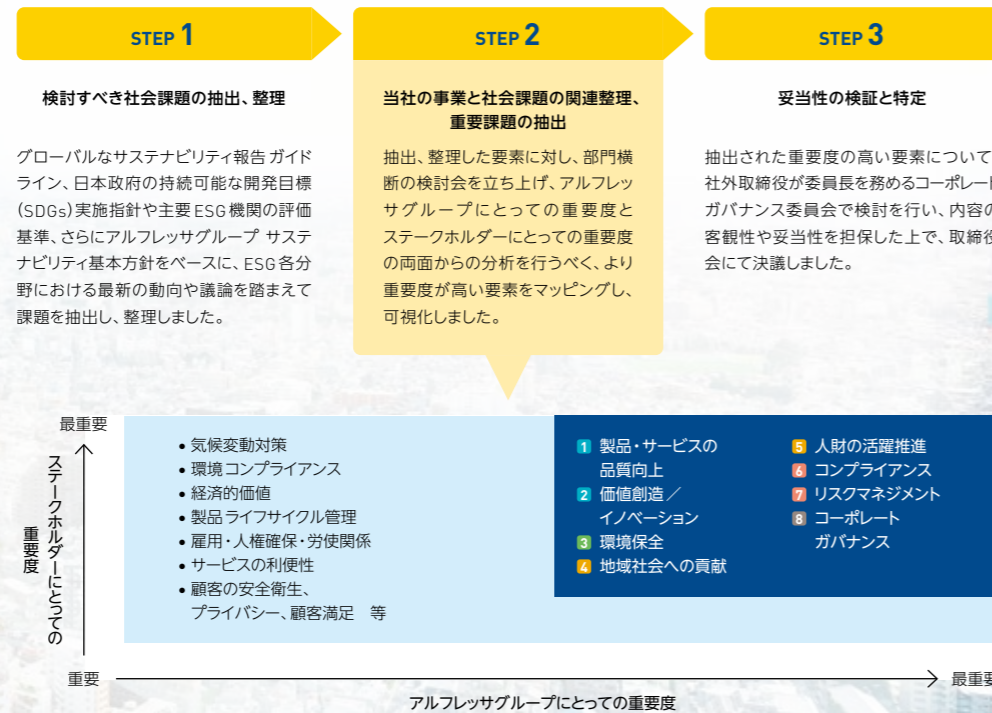 STEP 1
検討すべき社会課題の抽出、整理
グローバルなサステナビリティ報告ガイド
ライン、日本政府の持続可能な開発目標
(SDGs)実施指針や主要ESG機関の評価
基準、さらにアルフレッサグループ サステ
ナビリティ基本方針をベースに、ESG各分
野における最新の動向や議論を踏まえて
課題を抽出し、整理しました。
STEP 2
当社の事業と社会課題の関連整理、
重要課題の抽出
抽出、整理した要素に対し、部門横
断の検討会を立ち上げ、アルフレッ
サグループにとっての重要度と
ステークホルダーにとっての重要度
の両面からの分析を行うべく、より
重要度が高い要素をマッピングし、
可視化しました。
STEP 3
妥当性の検証と特定
抽出された重要度の高い要素について
社外取締役が委員長を務めるコーポレート
ガバナンス委員会で検討を行い、内容の
客観性や妥当性を担保した上で、取締役
会にて決議しました。
最重要
ステークホルダーにとっての
重要度
重要
• 気候変動対策
• 環境コンプライアンス
• 経済的価値
• 製品ライフサイクル管理
• 雇用・人権確保・労使関係
• サービスの利便性
• 顧客の安全衛生、
プライバシー、顧客満足 等
1 製品・サービスの
品質向上
2 価値創造／
イノベーション
3 環境保全
4 地域社会への貢献
5 人財の活躍推進
6 コンプライアンス
7 リスクマネジメント
8 コーポレート
ガバナンス
最重要
アルフレッサグループにとっての重要度